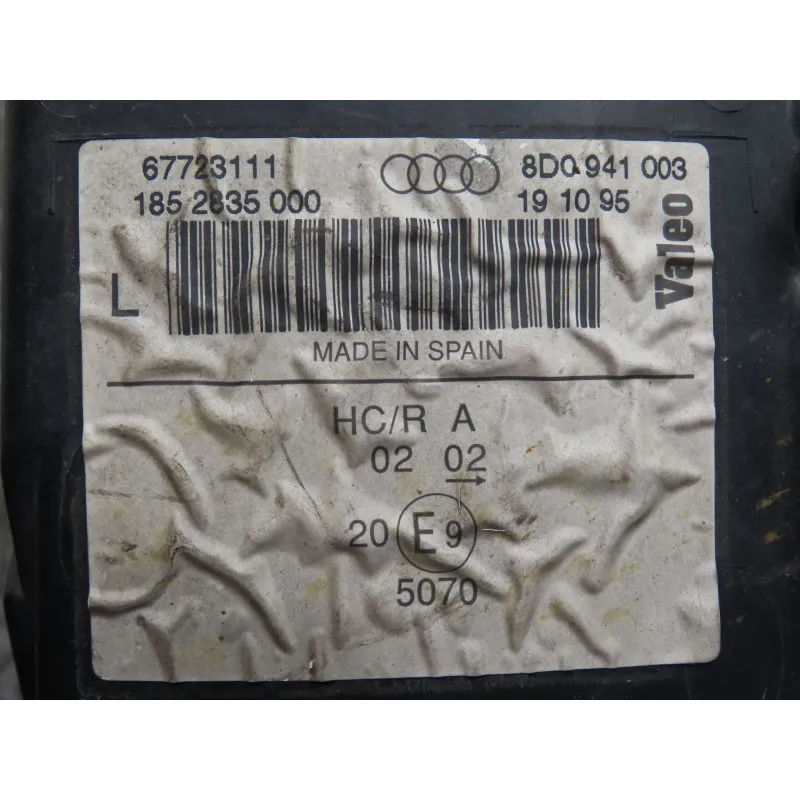 67723111 8D0 941 003
185 2835 000 19 10 95
Valeo
L
MADE IN SPAIN
HC/R A
02 02
20 E9
5070